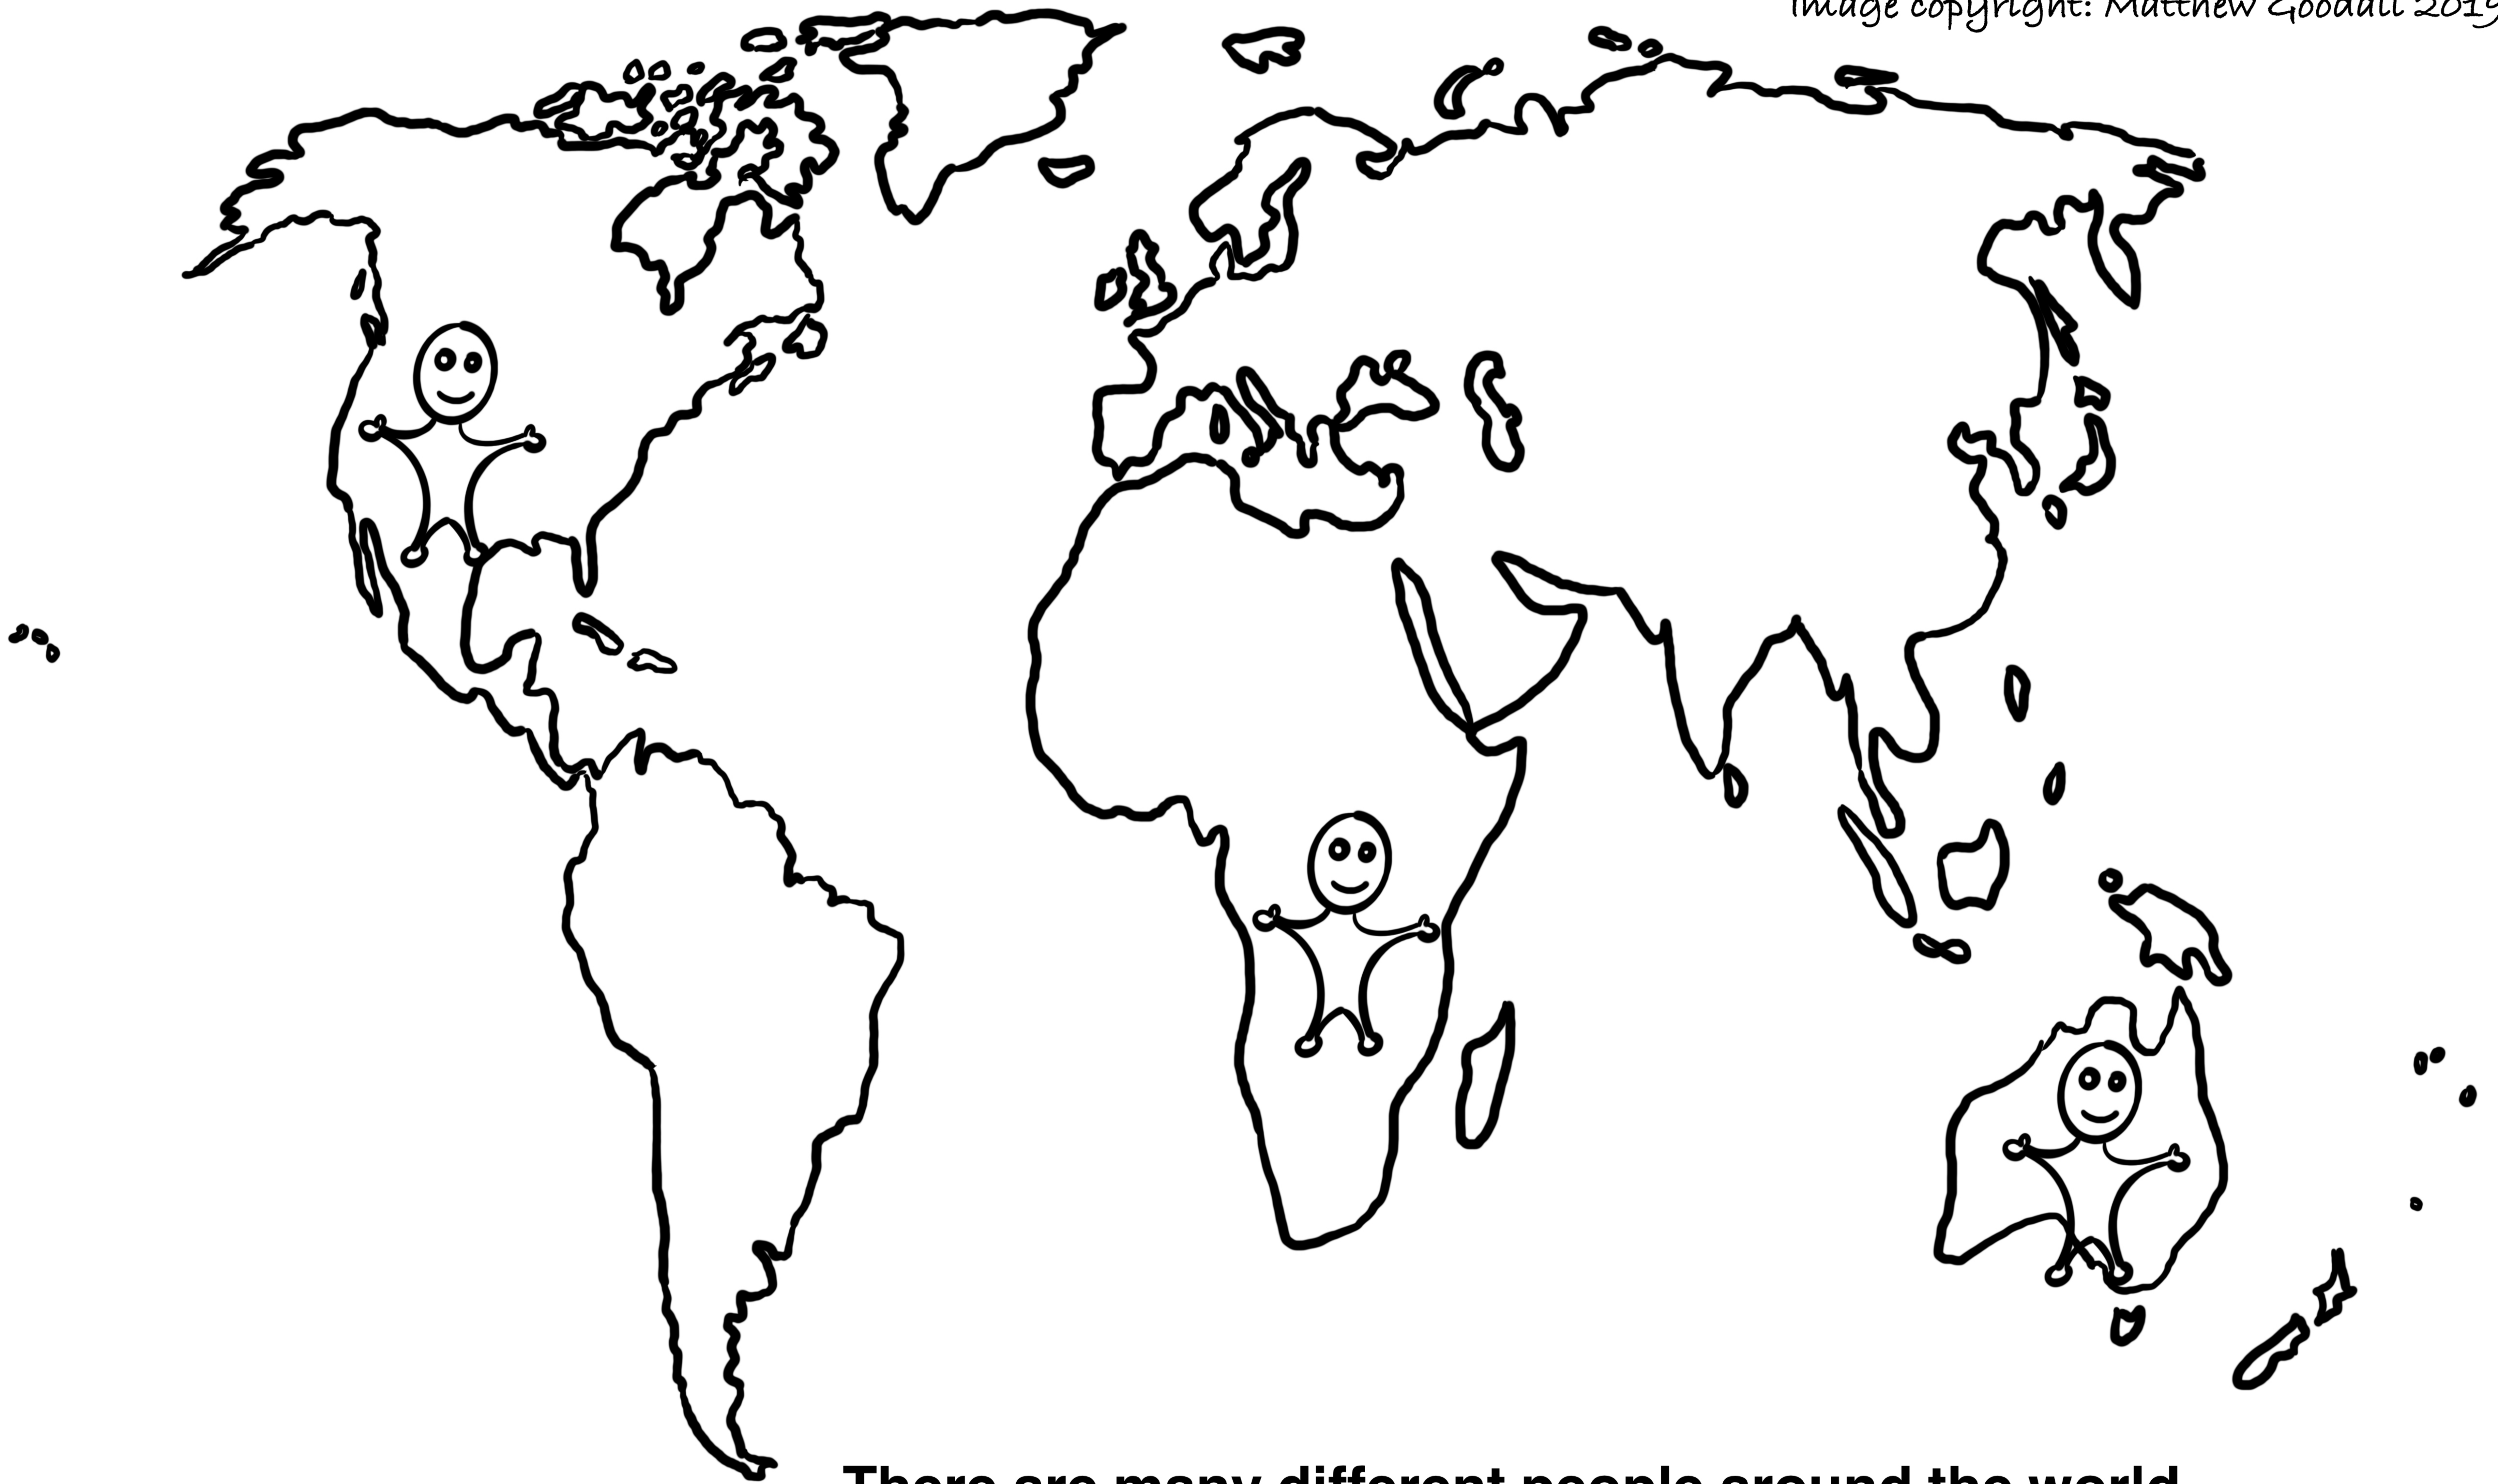 Image copyright: Matthew Goodall 2019
There are many different people around the world